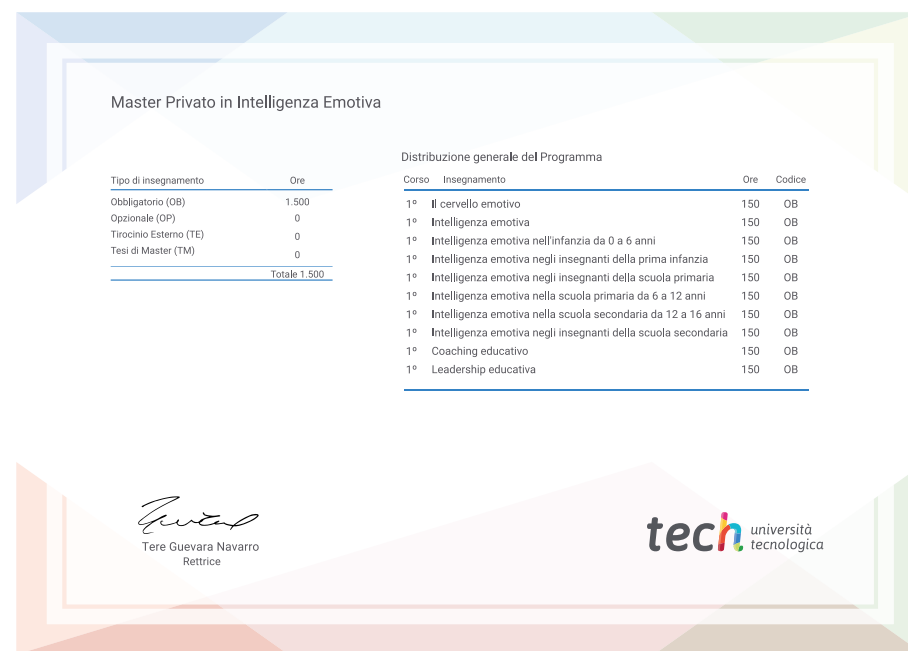 Master Privato in Intelligenza Emotiva
Tipo di insegnamento Ore
Obbligatorio (OB) 1.500
Opzionale (OP) 0
Tirocinio Esterno (TE) 0
Tesi di Master (TM) 0
Totale 1.500
Distribuzione generale del Programma
Corso Insegnamento Ore Codice
1º Il cervello emotivo 150 OB
1º Intelligenza emotiva 150 OB
1º Intelligenza emotiva nell'infanzia da 0 a 6 anni 150 OB
1º Intelligenza emotiva negli insegnanti della prima infanzia 150 OB
1º Intelligenza emotiva negli insegnanti della scuola primaria 150 OB
1º Intelligenza emotiva nella scuola primaria da 6 a 12 anni 150 OB
1º Intelligenza emotiva nella scuola secondaria da 12 a 16 anni 150 OB
1º Intelligenza emotiva negli insegnanti della scuola secondaria 150 OB
1º Coaching educativo 150 OB
1º Leadership educativa 150 OB
Tere Guevara Navarro
Rettrice
tech università
tecnologica